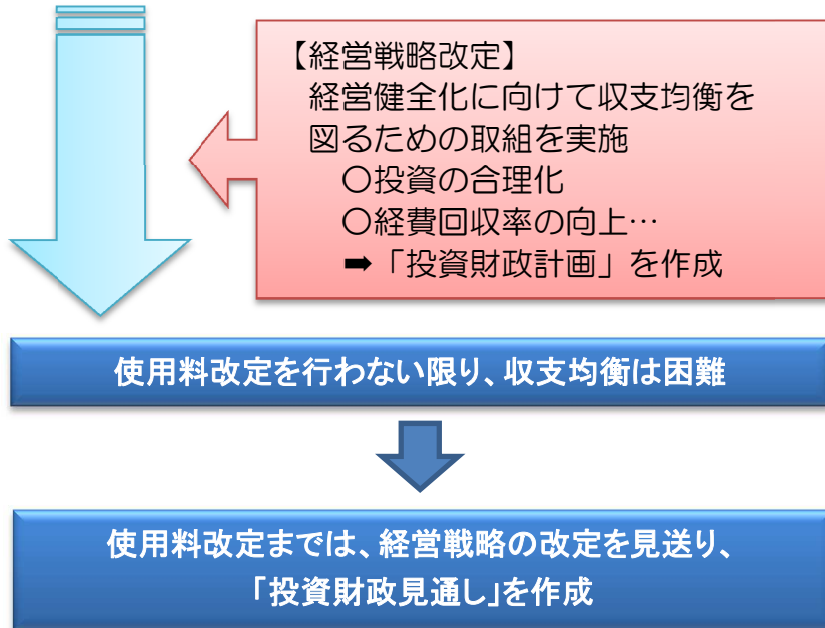 【経営戦略改定】
経営健全化に向けて収支均衡を
図るための取組を実施
○投資の合理化
○経費回収率の向上…
➡「投資財政計画」を作成
使用料改定を行わない限り、収支均衡は困難
使用料改定までは、経営戦略の改定を見送り、
「投資財政見通し」を作成